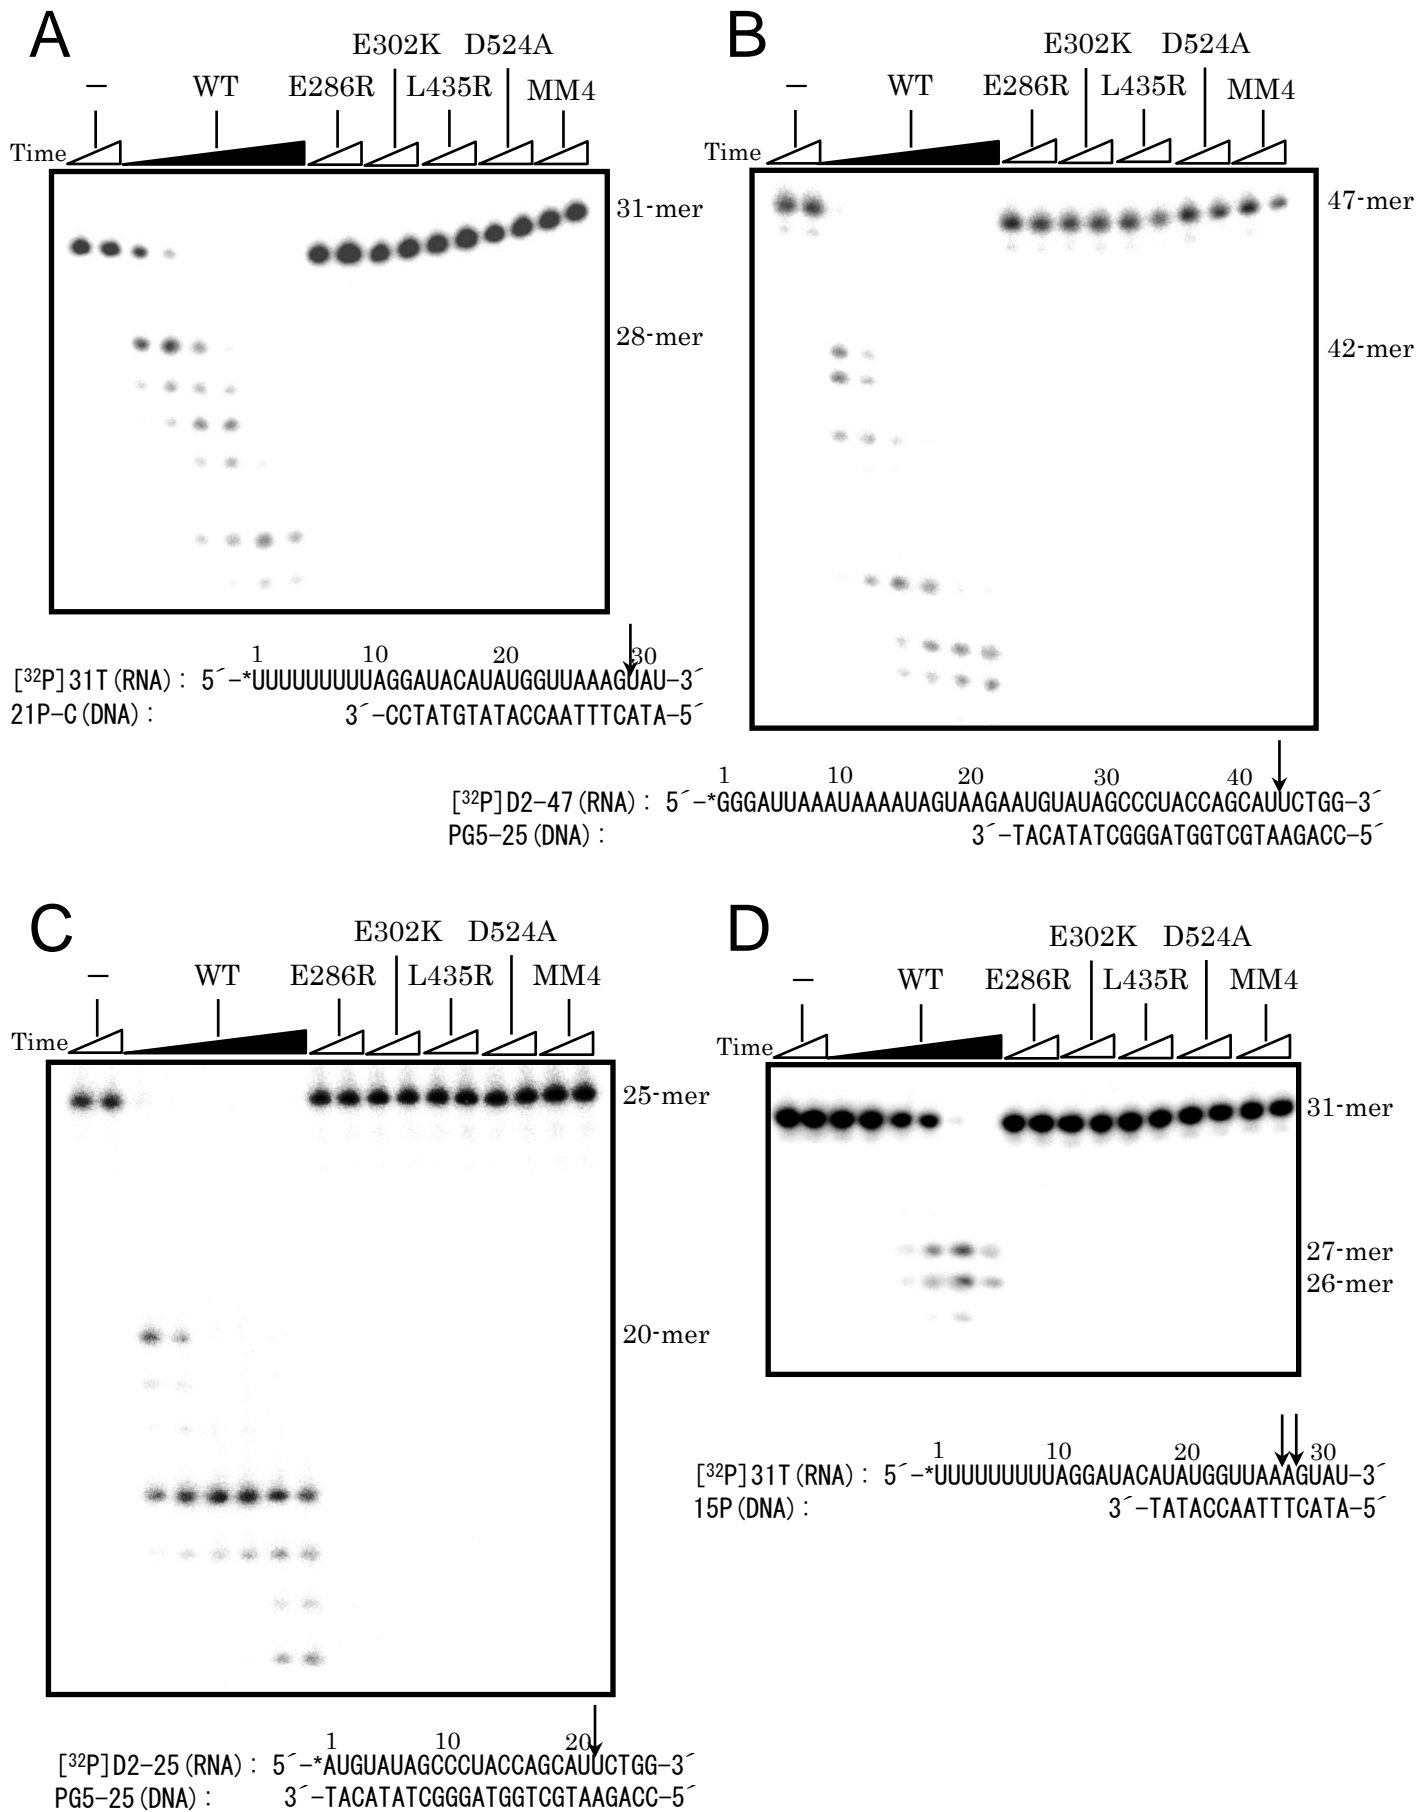 A
E302K D524A
— WT E286R L435R MM4
Time
31-mer
28-mer
1 10 20 30
[³²P]31T(RNA): 5´-*UUUUUUUUUAGGAUACAUAUGGUUAAAGUAU-3´
21P-C(DNA): 3´-CCTATGTATACCAATTTCATA-5´
B
E302K D524A
— WT E286R L435R MM4
Time
47-mer
42-mer
1 10 20 30 40
[³²P]D2-47(RNA): 5´-*GGGAUUAAAUAAAAUAGUAAGAAUGUAUAGCCCUACCAGCAUUCTGG-3´
PG5-25(DNA): 3´-TACATATCGGGATGGTCGTAAGACC-5´
C
E302K D524A
— WT E286R L435R MM4
Time
25-mer
20-mer
1 10 20
[³²P]D2-25(RNA): 5´-*AUGUAUAGCCCUACCAGCAUUCTGG-3´
PG5-25(DNA): 3´-TACATATCGGGATGGTCGTAAGACC-5´
D
E302K D524A
— WT E286R L435R MM4
Time
31-mer
27-mer
26-mer
1 10 20 30
[³²P]31T(RNA): 5´-*UUUUUUUUUAGGAUACAUAUGGUUAAAGUAU-3´
15P(DNA): 3´-TATACCAATTTCATA-5´